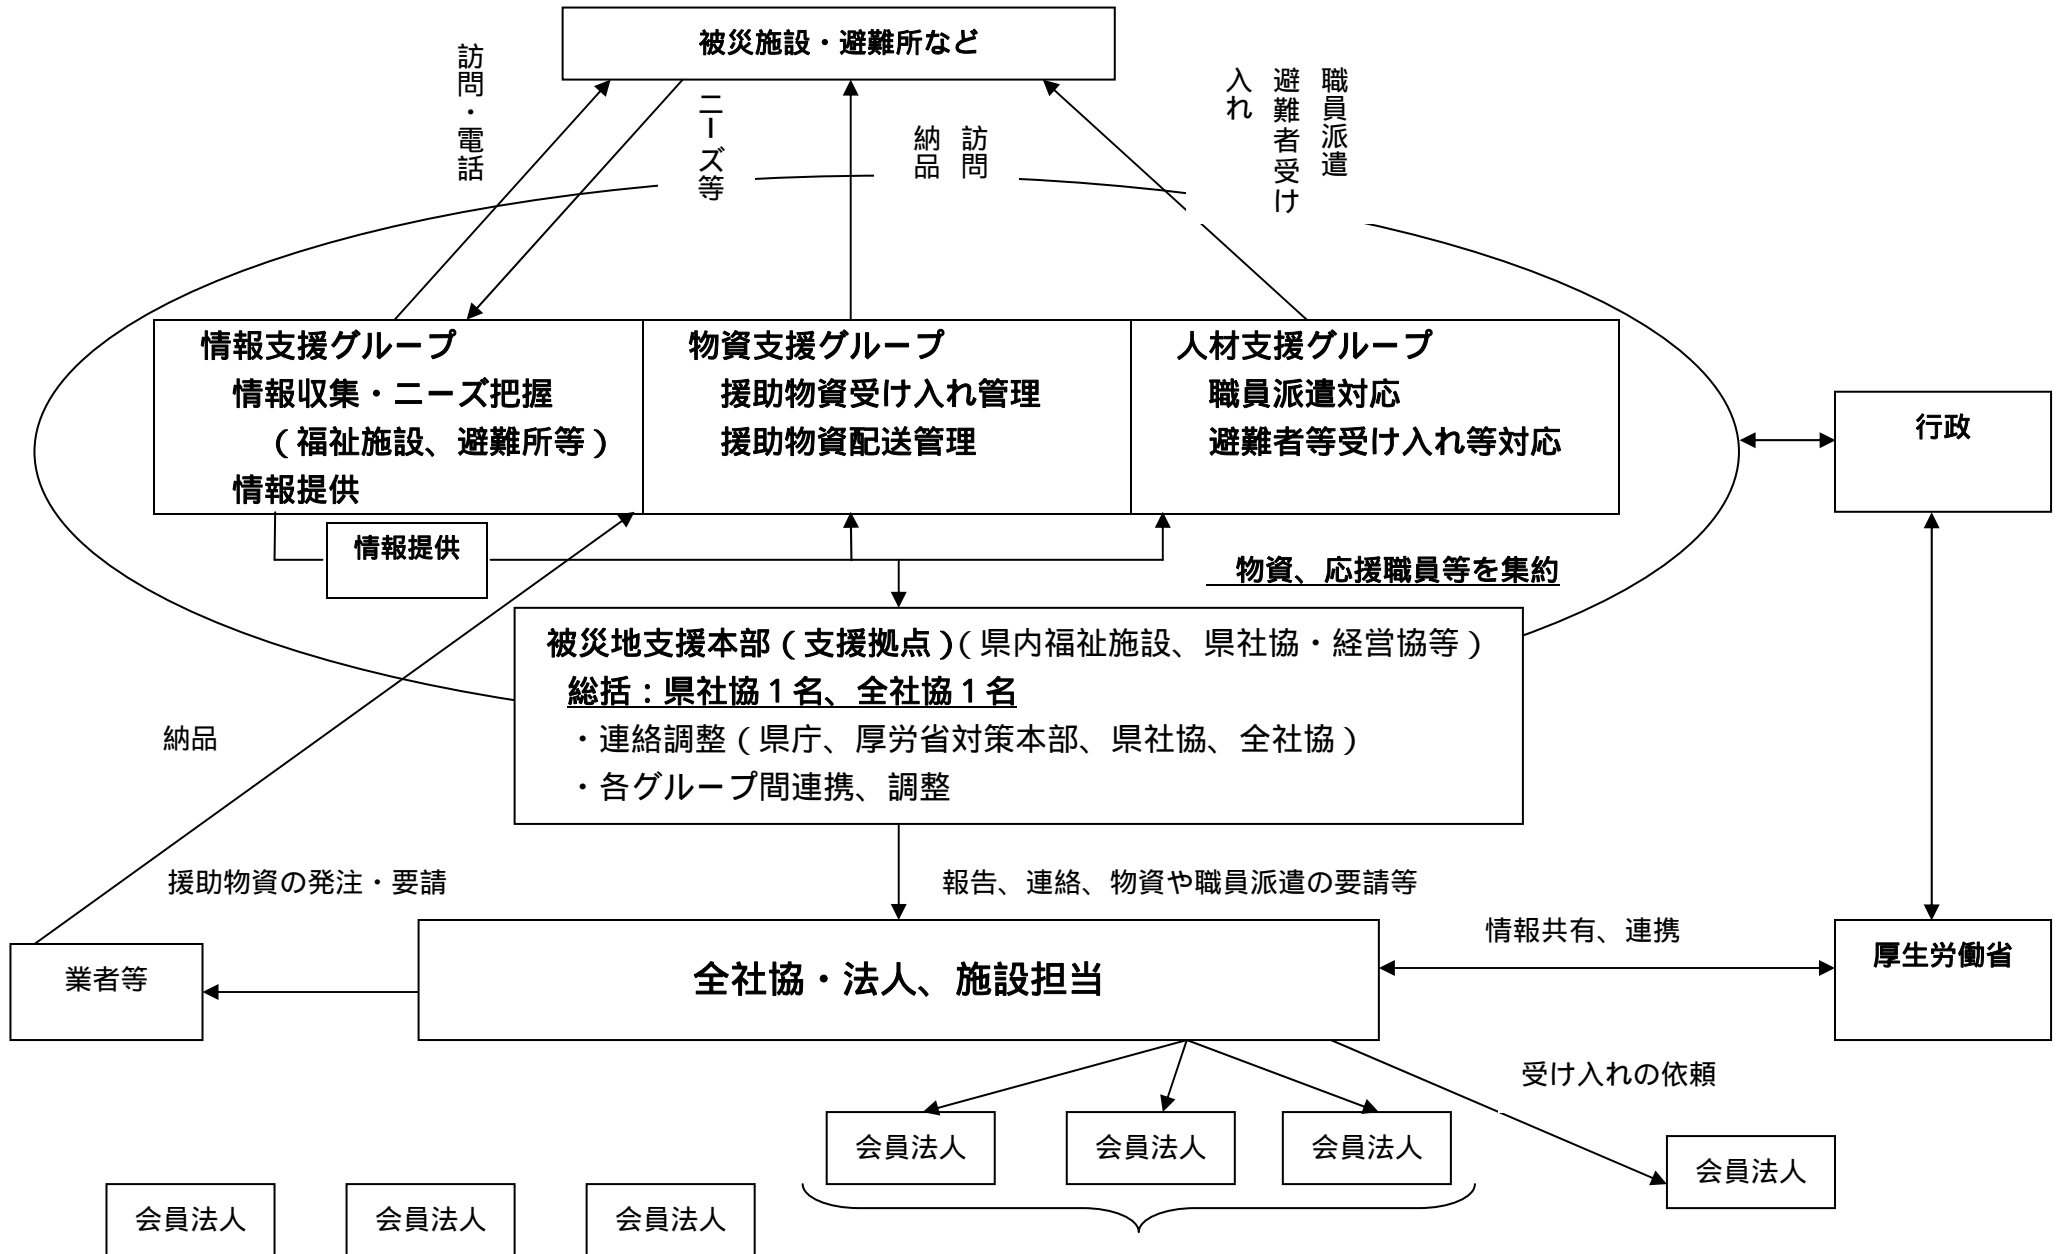 被災施設・避難所など
訪問・電話
ニーズ等
訪問
納品
職員派遣
避難者受け
入れ
情報支援グループ
情報収集・ニーズ把握
（福祉施設、避難所等）
情報提供
物資支援グループ
援助物資受け入れ管理
援助物資配送管理
人材支援グループ
職員派遣対応
避難者等受け入れ等対応
行政
情報提供
物資、応援職員等を集約
被災地支援本部（支援拠点）（県内福祉施設、県社協・経営協等）
総括：県社協１名、全社協１名
・連絡調整（県庁、厚労省対策本部、県社協、全社協）
・各グループ間連携、調整
納品
援助物資の発注・要請
報告、連絡、物資や職員派遣の要請等
情報共有、連携
業者等
全社協・法人、施設担当
厚生労働省
受け入れの依頼
会員法人
会員法人
会員法人
会員法人
会員法人
会員法人
会員法人